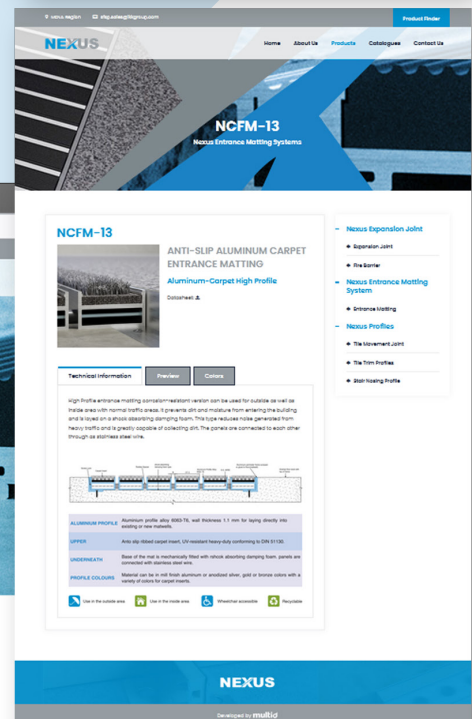 Nexus Region
Product Finder
NEXUS
Home About Us Products Catalogues Contact Us
NCFM-13
Nexus Entrance Matting Systems
NCFM-13
ANTI-SLIP ALUMINUM CARPET
ENTRANCE MATTING
Aluminum-Carpet High Profile
Datasheet
Technical Information Preview Colors
High Profile entrance matting corrosion-resistant version can be used for outside as well as
inside area with normal traffic areas. It prevents dirt and moisture from entering the building
and is layed on a shock absorbing damping foam. This type reduces noise generated from
heavy traffic and is greatly capable of collecting dirt. The panels are connected to each other
through as stainless steel wire.
ALUMINIUM PROFILE Aluminium profile alloy 6063-T6, wall thickness 1.1 mm for laying directly into
existing or new matwells.
UPPER Anto slip ribbed carpet insert, UV-resistant heavy-duty conforming to DIN 51130.
UNDERNEATH Base of the mat is mechanically fitted with rshook absorbing damping foam. panels are
connected with stainless steel wire.
PROFILE COLOURS Material can be in mill finish aluminum or anodized silver, gold or bronze colors with a
variety of colors for carpet inserts.
Use in the outside area Use in the inside area Wheelchair accessible Recyclable
Nexus Expansion Joint
Expansion Joint
Fire Barrier
Nexus Entrance Matting
System
Entrance Matting
Nexus Profiles
Tile Movement Joint
Tile Trim Profiles
Stair Nosing Profile
NEXUS
Developed by multid